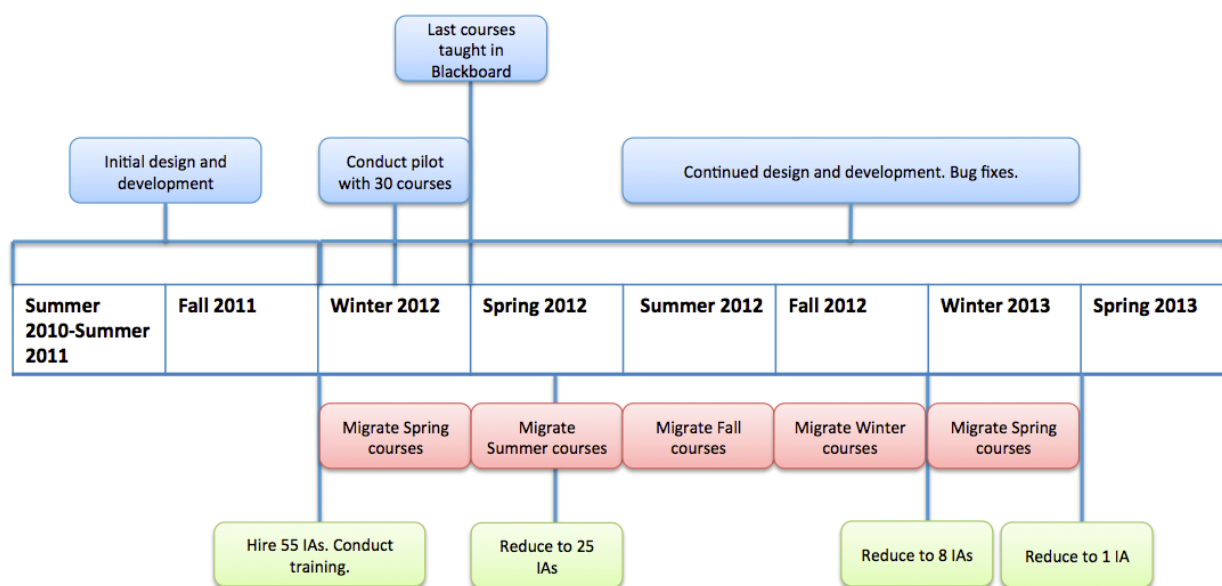 Last courses
taught in
Blackboard
Initial design and
development
Conduct pilot
with 30 courses
Continued design and development. Bug fixes.
Summer
2010-Summer
2011
Fall 2011
Winter 2012
Spring 2012
Summer 2012
Fall 2012
Winter 2013
Spring 2013
Migrate Spring
courses
Migrate
Summer courses
Migrate Fall
courses
Migrate Winter
courses
Migrate Spring
courses
Hire 55 IAs. Conduct
training.
Reduce to 25
IAs
Reduce to 8 IAs
Reduce to 1 IA